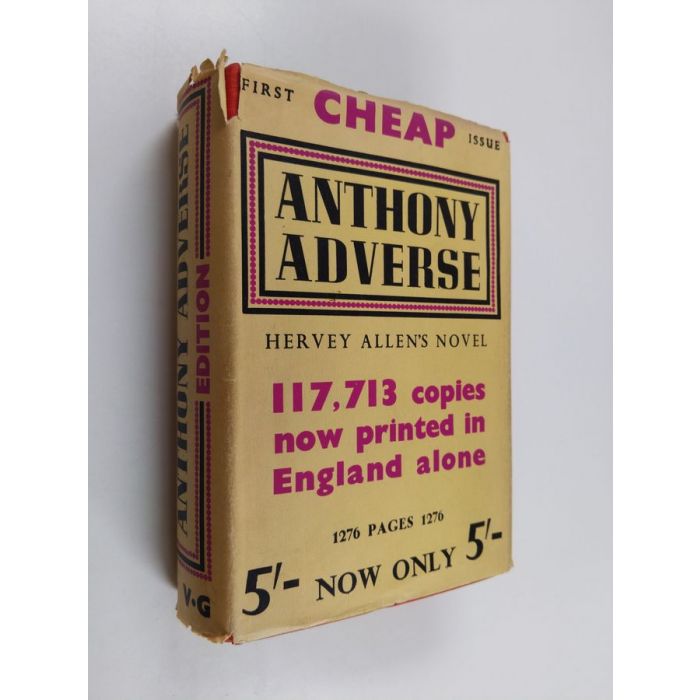 FIRST CHEAP ISSUE
ANTHONY
ADVERSE
HERVEY ALLEN'S NOVEL
117,713 copies
now printed in
England alone
1276 PAGES 1276
5'- NOW ONLY 5'-
ANTHONY ADVERSE
EDITION
V·G